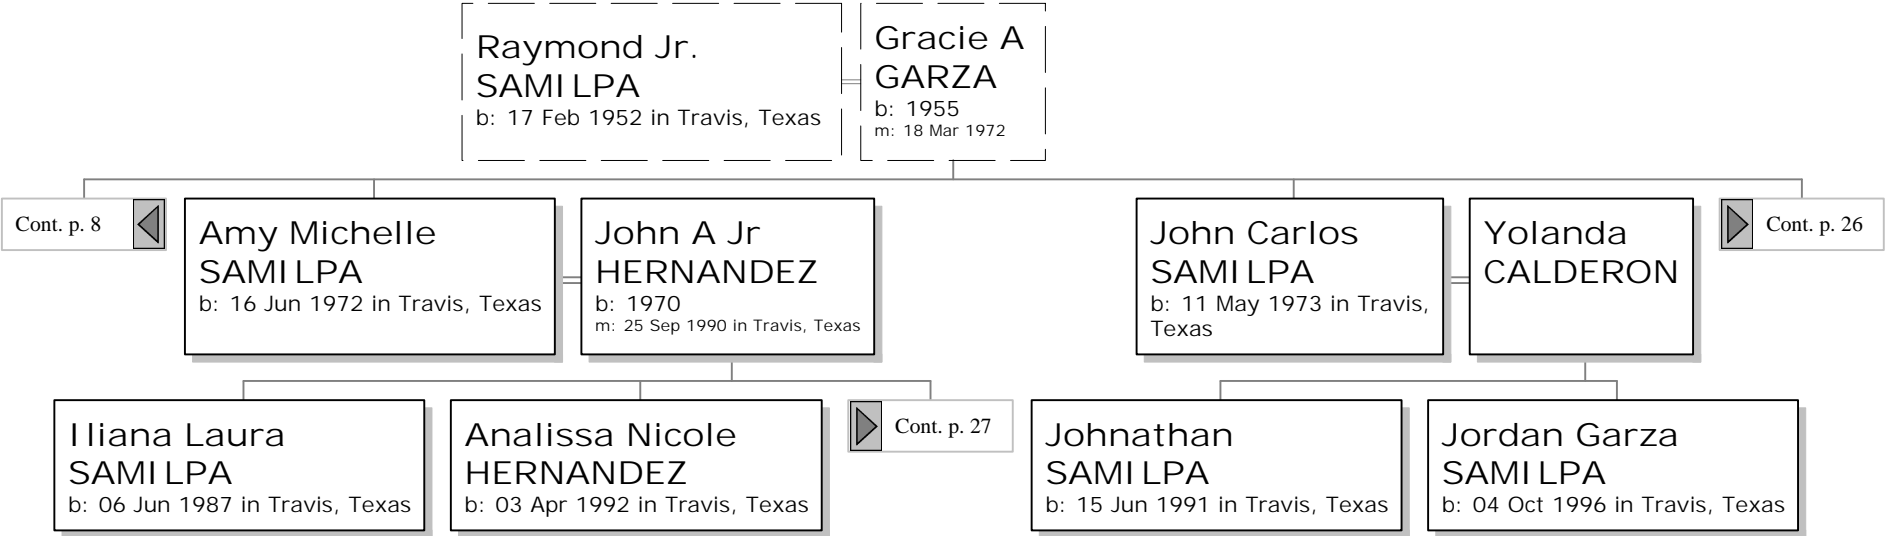 Raymond Jr.
SAMILPA
b: 17 Feb 1952 in Travis, Texas
Gracie A
GARZA
b: 1955
m: 18 Mar 1972
Cont. p. 8
Amy Michelle
SAMILPA
b: 16 Jun 1972 in Travis, Texas
John A Jr
HERNANDEZ
b: 1970
m: 25 Sep 1990 in Travis, Texas
John Carlos
SAMILPA
b: 11 May 1973 in Travis,
Texas
Yolanda
CALDERON
Cont. p. 26
Iliana Laura
SAMILPA
b: 06 Jun 1987 in Travis, Texas
Analissa Nicole
HERNANDEZ
b: 03 Apr 1992 in Travis, Texas
Cont. p. 27
Johnathan
SAMILPA
b: 15 Jun 1991 in Travis, Texas
Jordan Garza
SAMILPA
b: 04 Oct 1996 in Travis, Texas